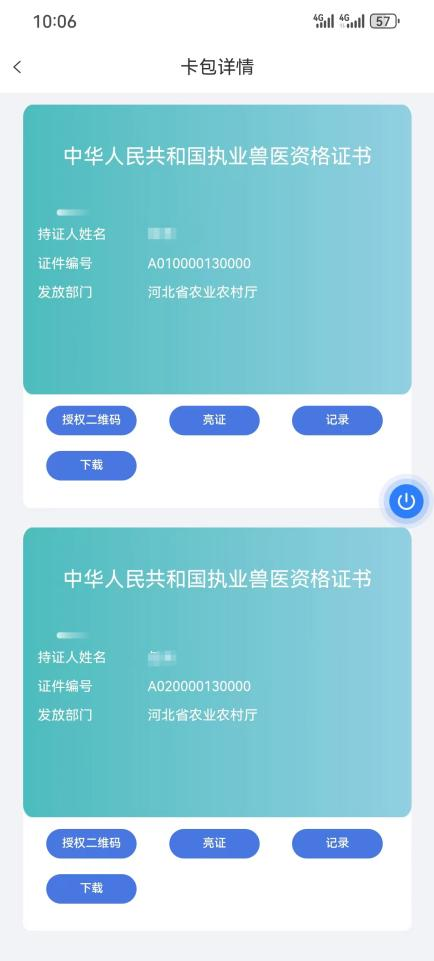 10:06
4G 4G 57
卡包详情
中华人民共和国执业兽医资格证书
持证人姓名
证件编号 A010000130000
发放部门 河北省农业农村厅
授权二维码 亮证 记录
下载
中华人民共和国执业兽医资格证书
持证人姓名
证件编号 A020000130000
发放部门 河北省农业农村厅
授权二维码 亮证 记录
下载